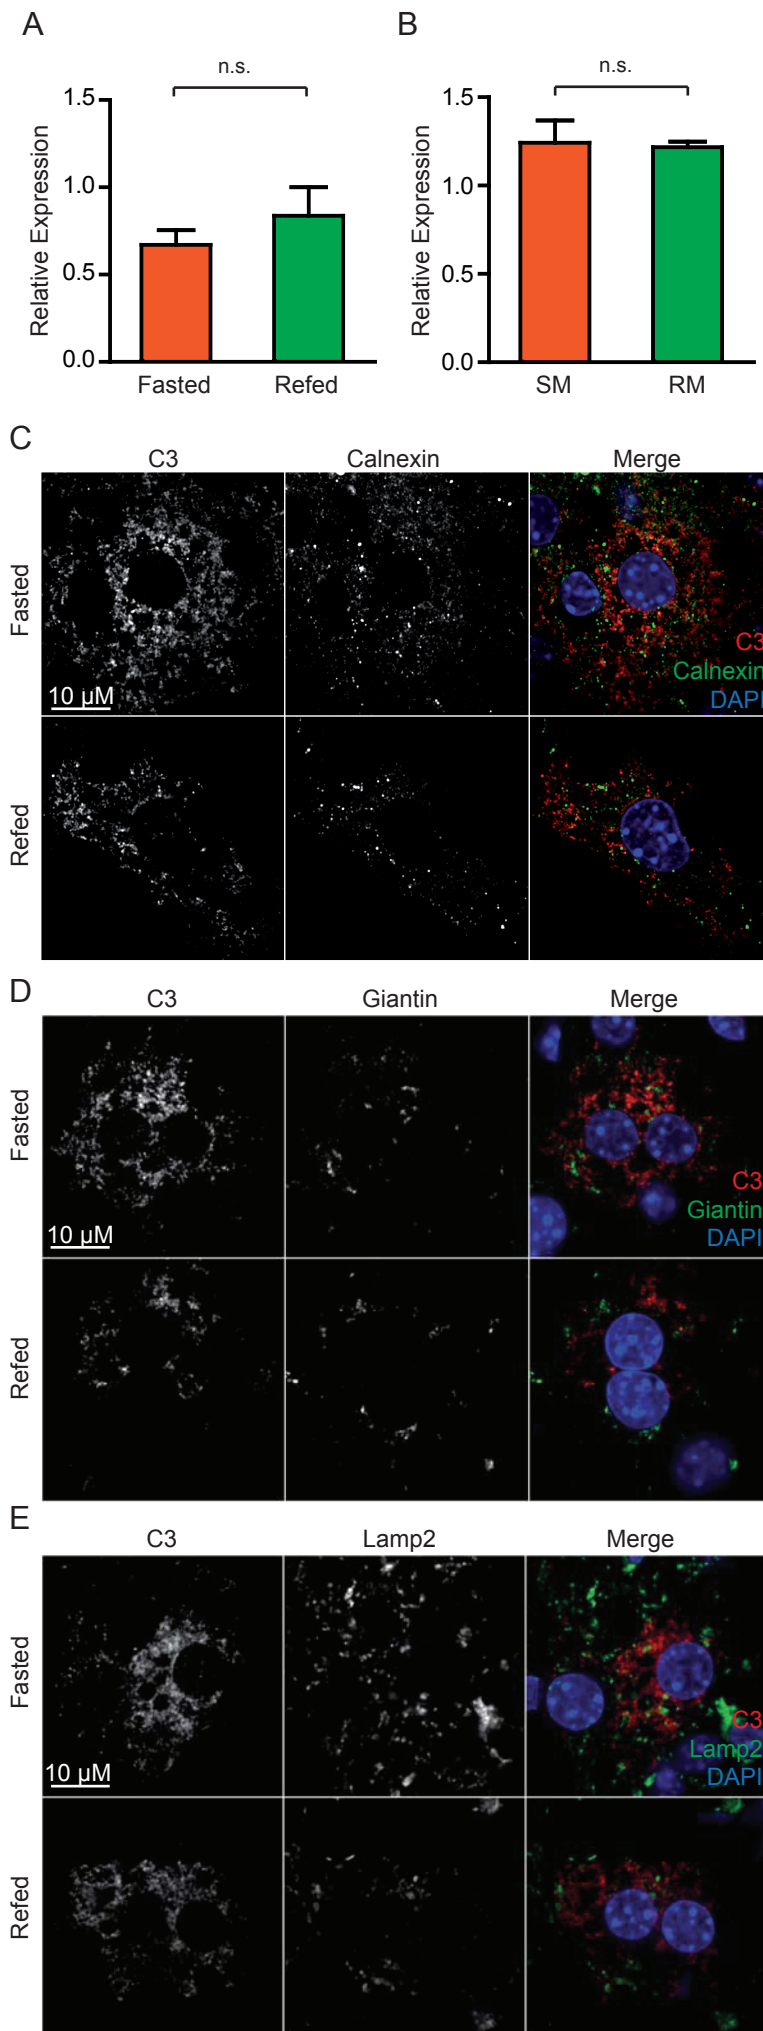 A
n.s.
1.5
1.0
0.5
0.0
Relative Expression
Fasted
Refed
B
n.s.
1.5
1.0
0.5
0.0
Relative Expression
SM
RM
C
C3
Calnexin
Merge
Fasted
10 µM
C3
Calnexin
DAPI
Refed
D
C3
Giantin
Merge
Fasted
10 µM
C3
Giantin
DAPI
Refed
E
C3
Lamp2
Merge
Fasted
10 µM
C3
Lamp2
DAPI
Refed